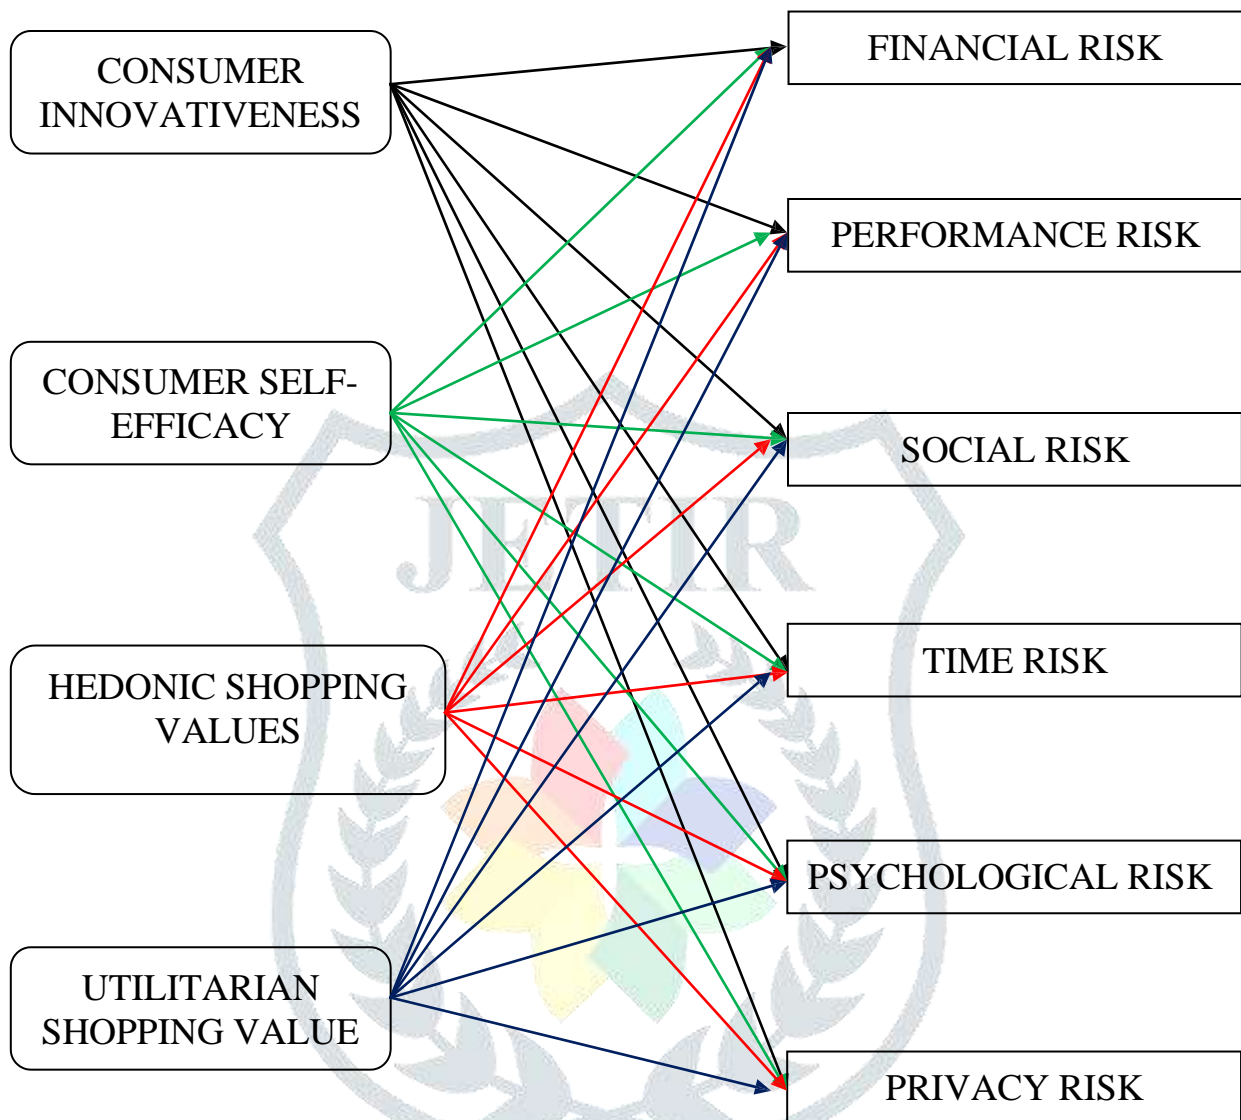 CONSUMER
INNOVATIVENESS
CONSUMER SELF-
EFFICACY
HEDONIC SHOPPING
VALUES
UTILITARIAN
SHOPPING VALUE
FINANCIAL RISK
PERFORMANCE RISK
SOCIAL RISK
TIME RISK
PSYCHOLOGICAL RISK
PRIVACY RISK
JETIR